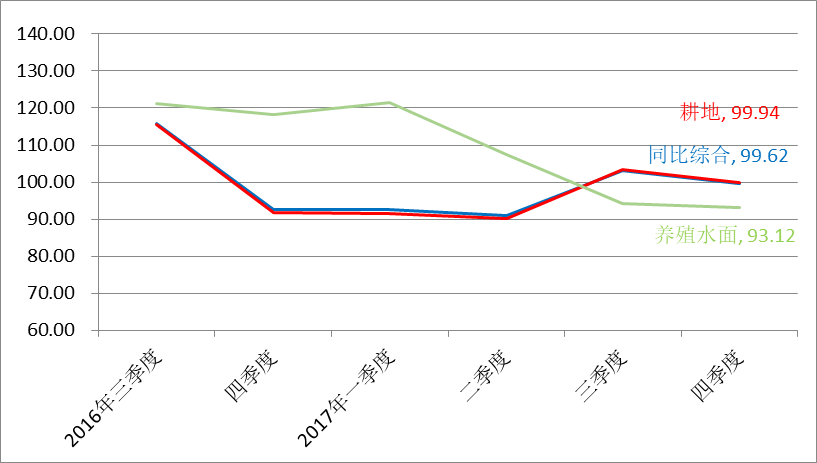 140.00
130.00
120.00
110.00
100.00
90.00
80.00
70.00
60.00
耕地, 99.94
同比综合, 99.62
养殖水面, 93.12
2016年三季度
四季度
2017年一季度
二季度
三季度
四季度